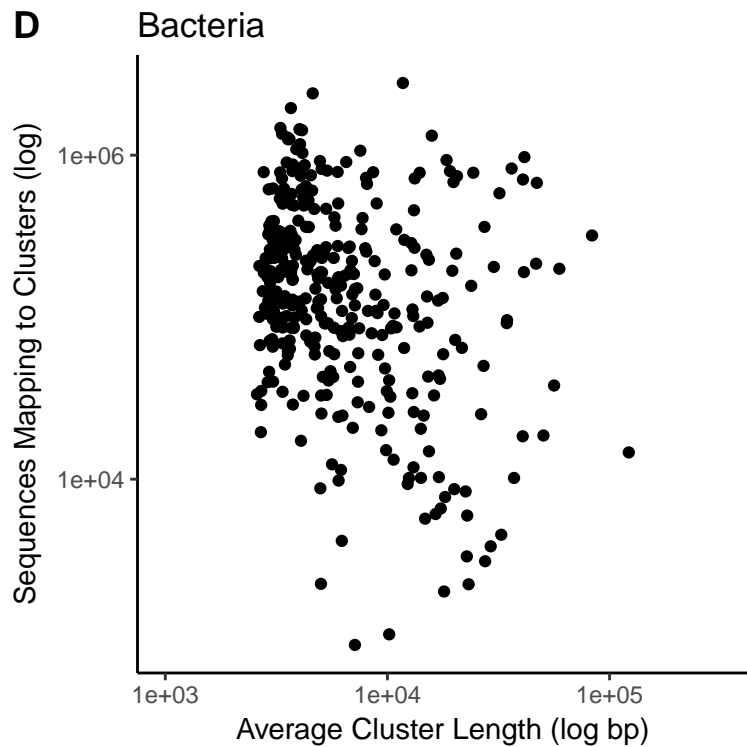 D Bacteria
Sequences Mapping to Clusters (log)
1e+06
1e+04
1e+03 1e+04 1e+05
Average Cluster Length (log bp)